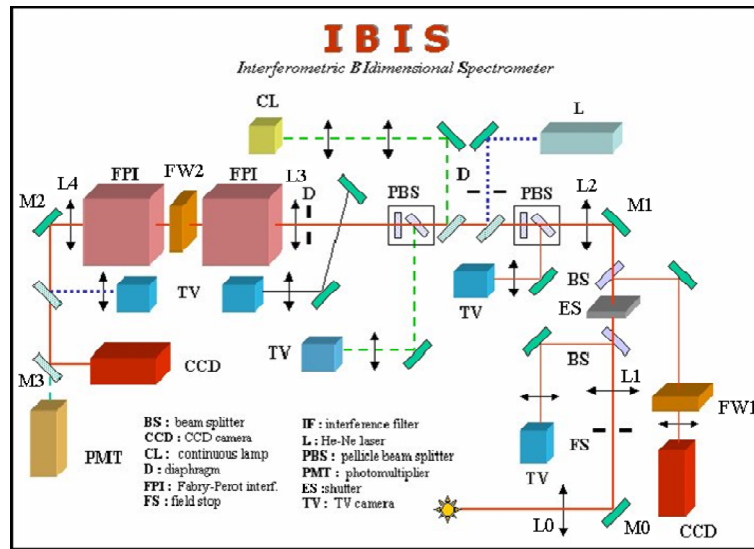 I B I S
Interferometric BIdimensional Spectrometer
CL
L
FPI
FW2
FPI
L3
D
D
PBS
PBS
L2
M1
M2
L4
BS
ES
TV
TV
TV
BS
L1
M3
CCD
FW1
PMT
FS
TV
L0
M0
CCD
BS : beam splitter
CCD : CCD camera
CL : continuous lamp
D : diaphragm
FPI : Fabry-Perot interf.
FS : field stop
IF : interference filter
L : He-Ne laser
PBS : pellicle beam splitter
PMT : photomultiplier
ES :shutter
TV : TV camera